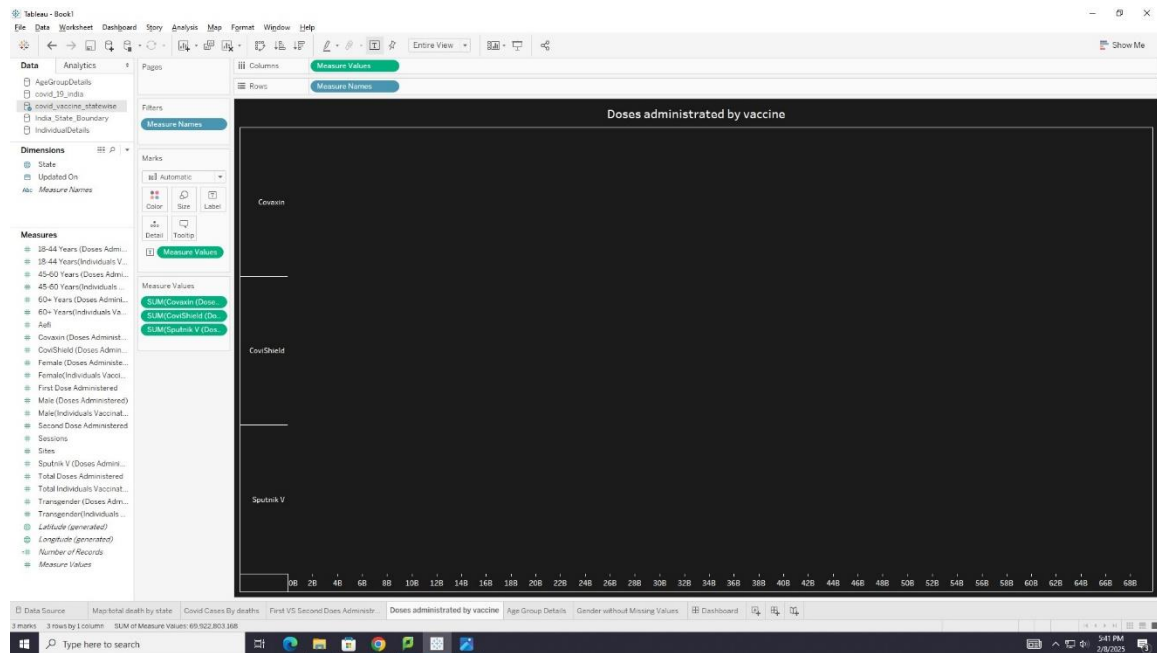 Tableau - Book1
File Data Worksheet Dashboard Story Analysis Map Format Window Help
Entire View
Show Me
Data Analytics
Pages
Columns Measure Values
Rows Measure Names
AgeGroupDetails
covid_19_india
covid_vaccine_statewise
India_State_Boundary
IndividualDetails
Filters
Measure Names
Dimensions
State
Updated On
Abc Measure Names
Marks
Automatic
Color Size Label
Detail Tooltip
Measure Values
Measures
18-44 Years (Doses Admi...
18-44 Years(Individuals V...
45-60 Years (Doses Admi...
45-60 Years(Individuals ...
60+ Years (Doses Admini...
60+ Years(Individuals Va...
Aefi
Covaxin (Doses Administ...
CoviShield (Doses Admin...
Female (Doses Administe...
Female(Individuals Vacci...
First Dose Administered
Male (Doses Administered)
Male(Individuals Vaccinat...
Second Dose Administered
Sessions
Sites
Sputnik V (Doses Admini...
Total Doses Administered
Total Individuals Vaccinat...
Transgender (Doses Adm...
Transgender(Individuals ...
Latitude (generated)
Longitude (generated)
Number of Records
Measure Values
Measure Values
SUM(Covaxin (Dose..
SUM(CoviShield (Do..
SUM(Sputnik V (Dos..
Doses administrated by vaccine
Covaxin
CoviShield
Sputnik V
0B 2B 4B 6B 8B 10B 12B 14B 16B 18B 20B 22B 24B 26B 28B 30B 32B 34B 36B 38B 40B 42B 44B 46B 48B 50B 52B 54B 56B 58B 60B 62B 64B 66B 68B
Data Source Map/total death by state Covid Cases By deaths First VS Second Does Administr... Doses administrated by vaccine Age Group Details Gender without Missing Values Dashboard
3 marks 3 rows by 1 column SUM of Measure Values: 69,922,803,168
Type here to search
5:41 PM
2/8/2025